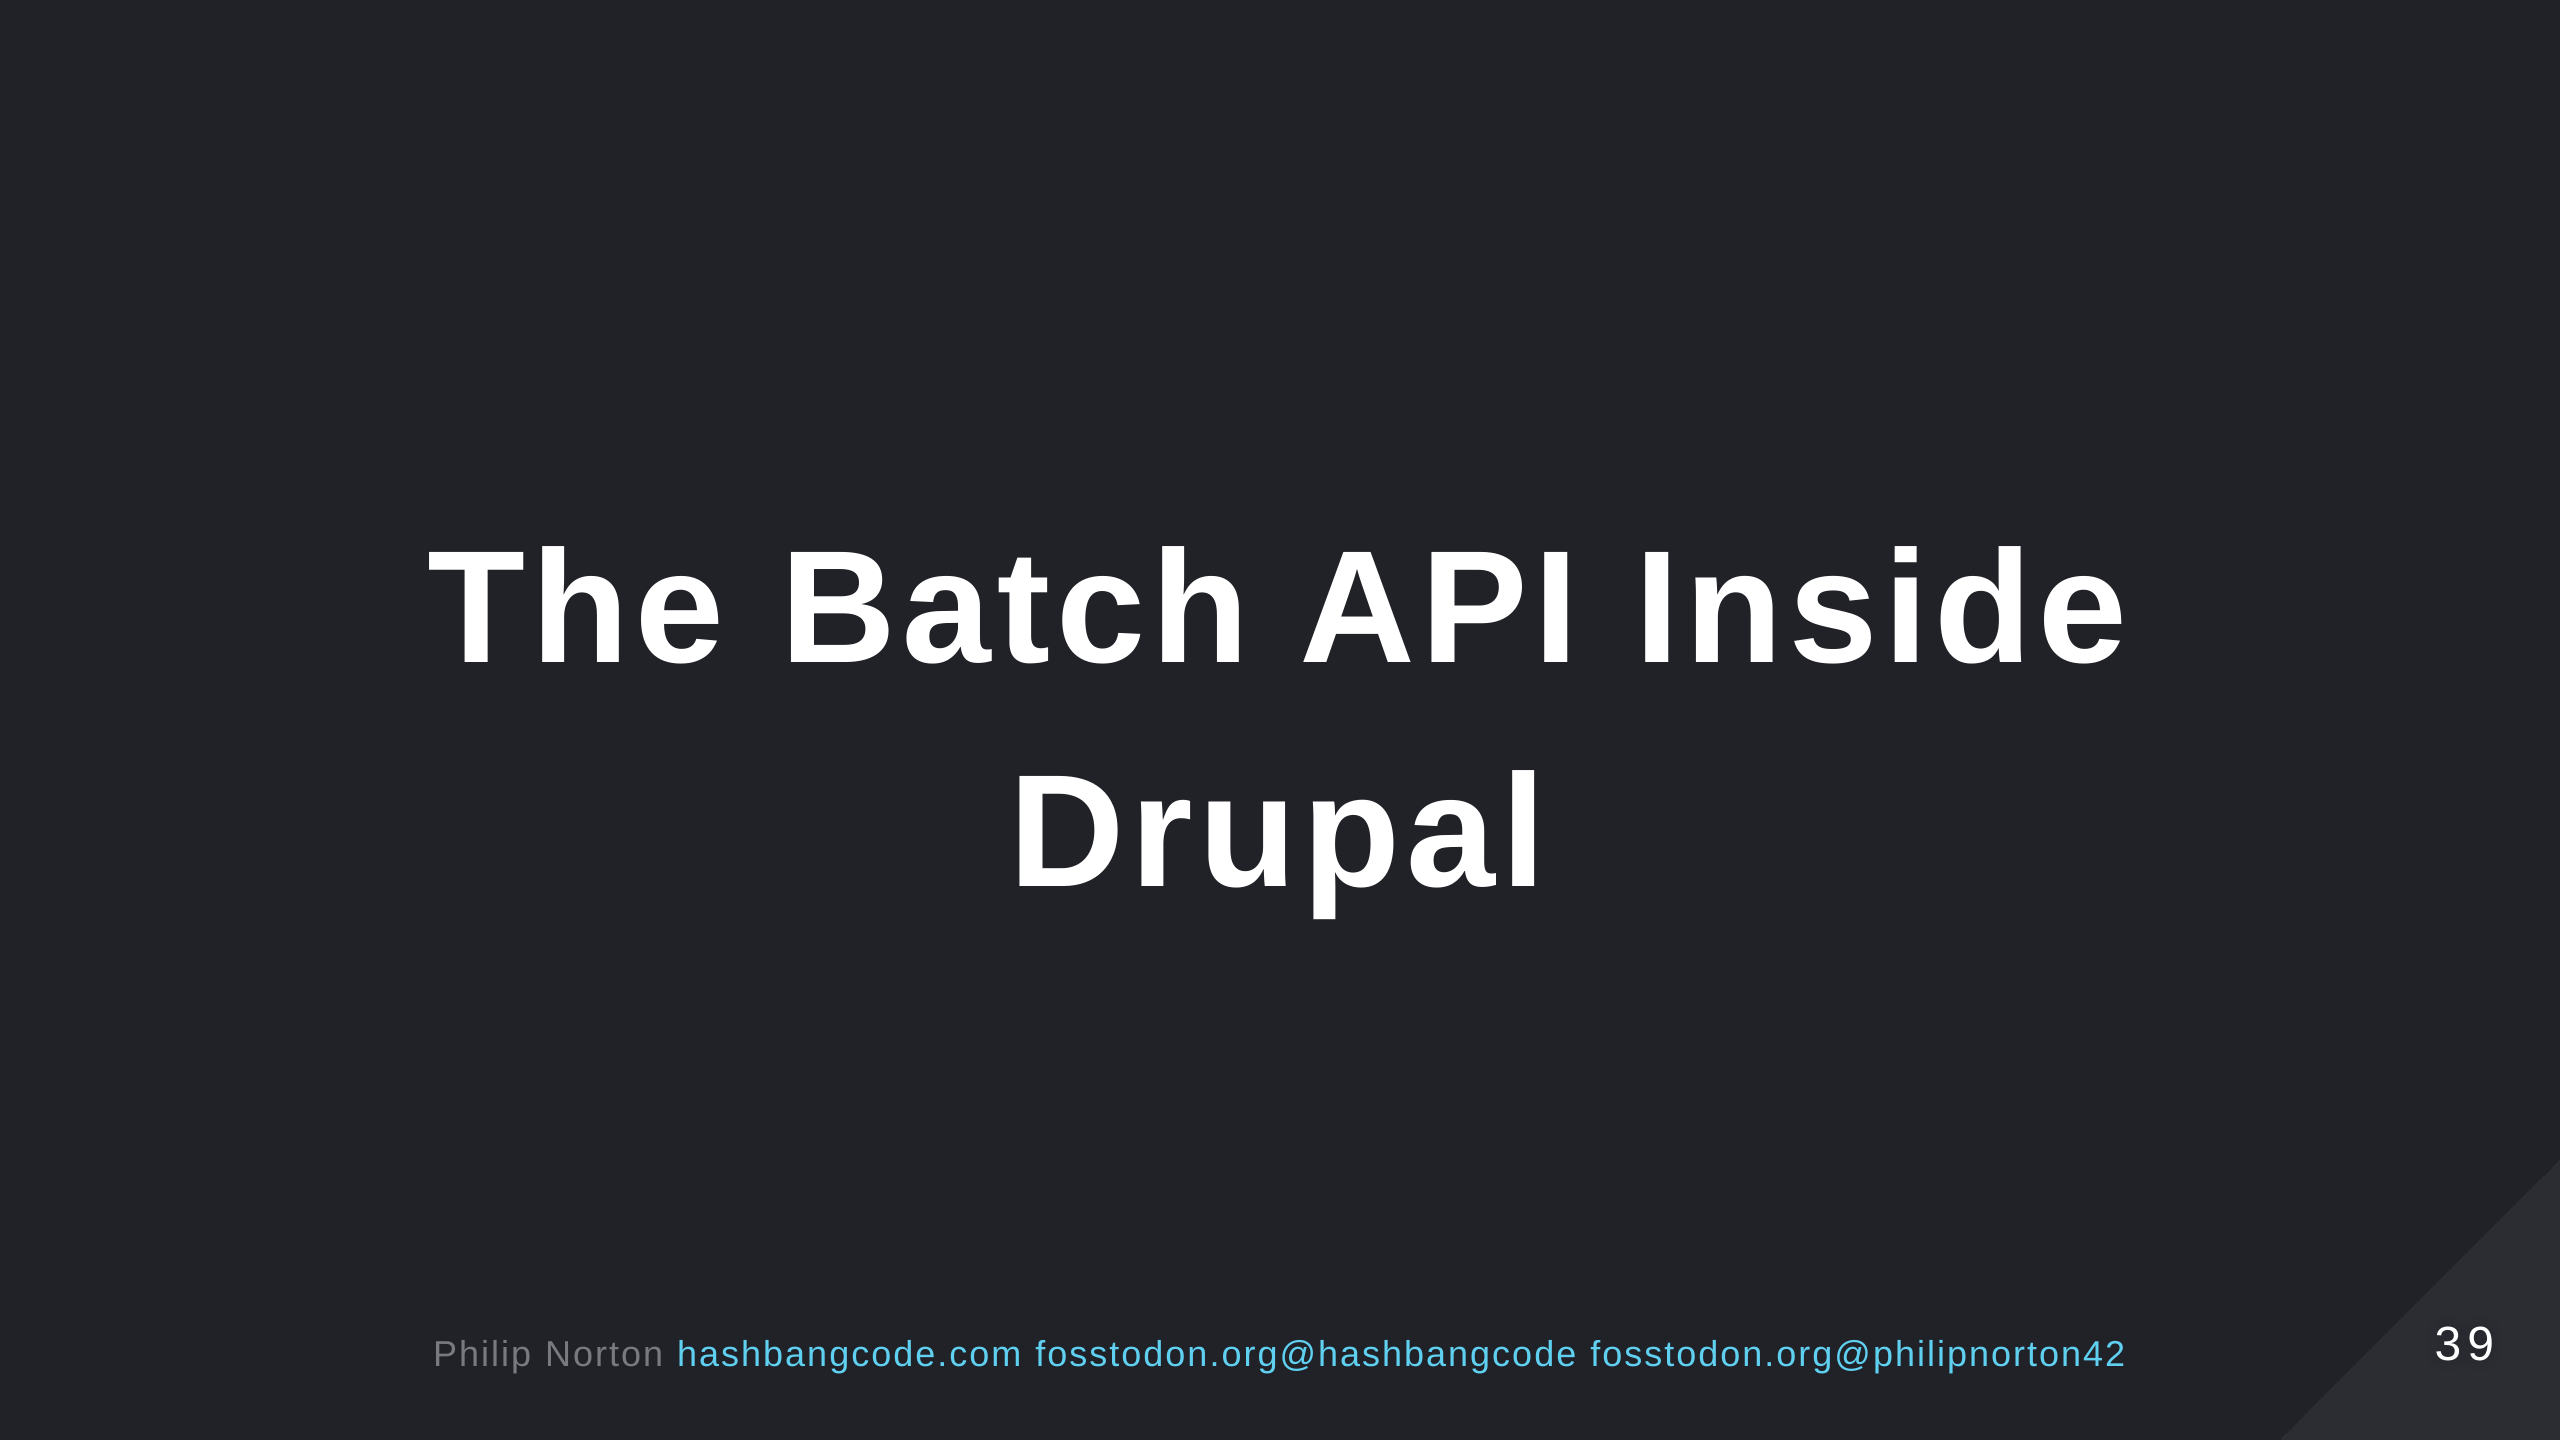 The Batch API Inside
Drupal
Philip Norton hashbangcode.com fosstodon.org@hashbangcode fosstodon.org@philipnorton42
39